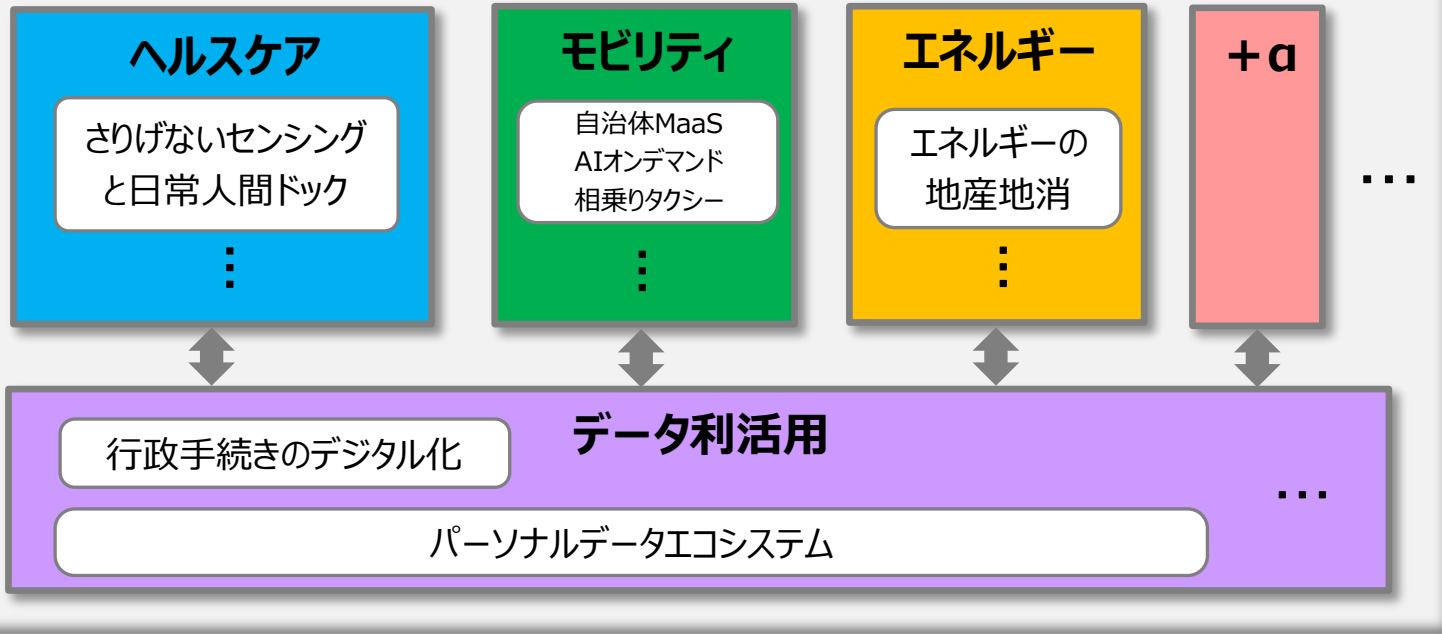 ヘルスケア
さりげないセンシング
と日常人間ドック
⋮
モビリティ
自治体MaaS
AIオンデマンド
相乗りタクシー
⋮
エネルギー
エネルギーの
地産地消
⋮
+α
…
データ利活用
行政手続きのデジタル化
…
パーソナルデータエコシステム